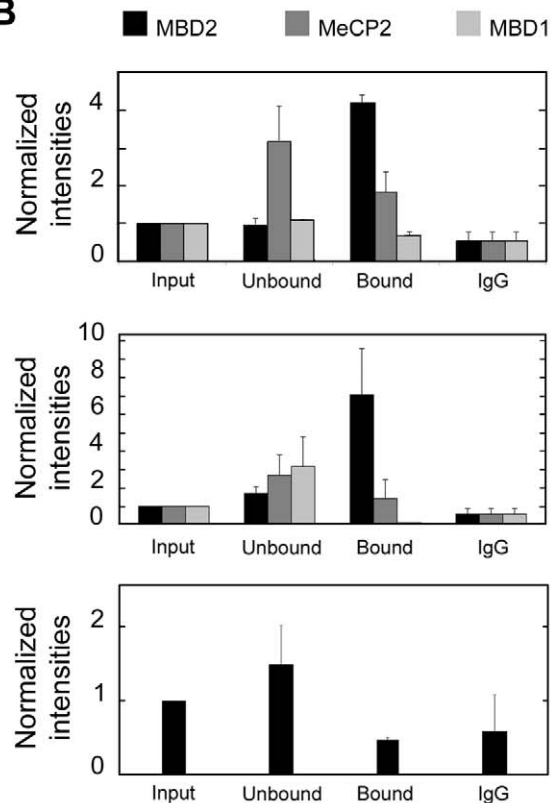 B
MBD2 MeCP2 MBD1
Normalized
intensities
4
2
0
Input Unbound Bound IgG
Normalized
intensities
10
8
6
4
2
0
Input Unbound Bound IgG
Normalized
intensities
2
1
0
Input Unbound Bound IgG